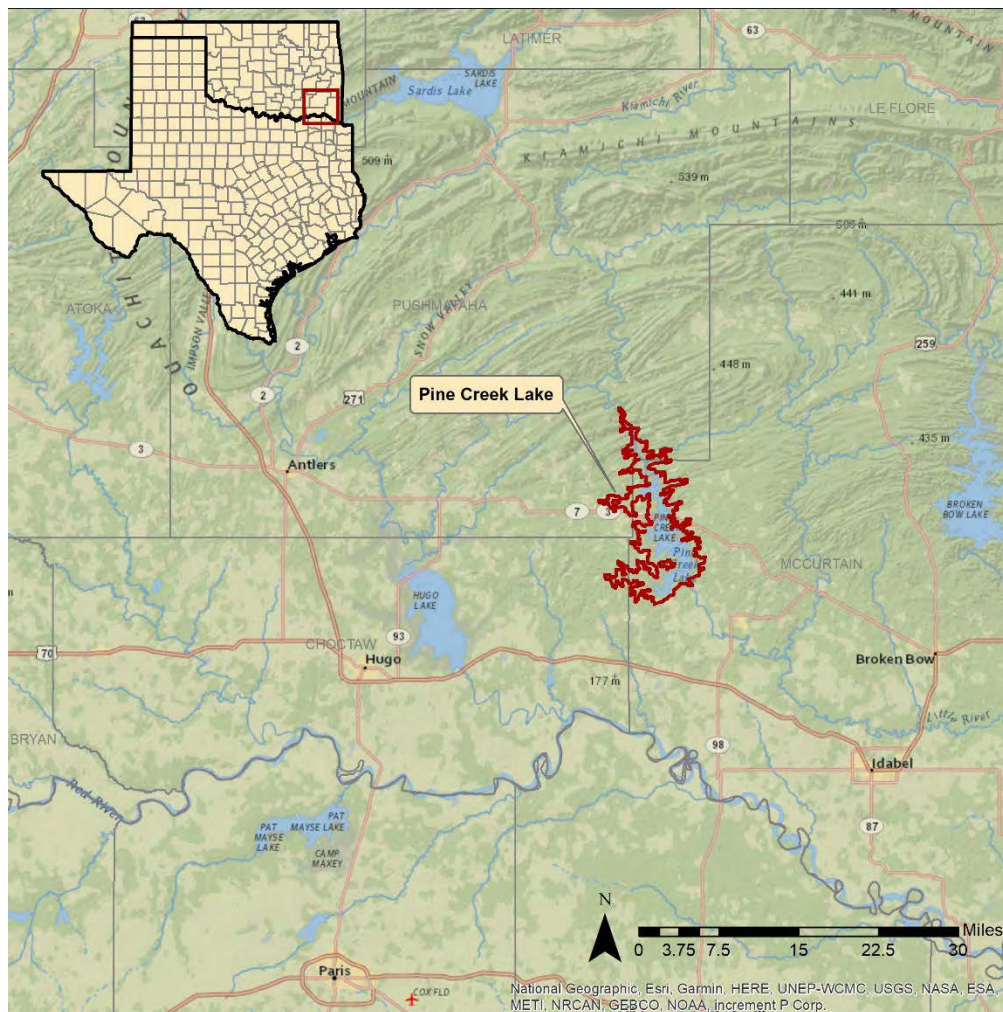 LATIMER
63
MOUNTAIN
63
SARDIS
LAKE
Sardis Lake
MOUNTAIN
Kiamichi River
LE FLORE
KIAMICHI MOUNTAINS
509 m
539 m
441 m
ATOKA
OUACHIT
IMPSON VALLEY
PUSHMATAHA
SNOW VALLEY
2
259
448 m
2
271
Pine Creek Lake
435 m
3
Antlers
BROKEN
BOW LAKE
7
3
PINE
CREEK
LAKE
Pine
Creek
Lake
MCCURTAIN
HUGO
LAKE
93
CHOCTAW
70
Hugo
Broken Bow
177 m
Little River
BRYAN
98
Idabel
Red River
PAT
MAYSE
LAKE
PAT
MAYSE LAKE
CAMP
MAXEY
87
N
Miles
0 3.75 7.5 15 22.5 30
Paris
COX FLD
National Geographic, Esri, Garmin, HERE, UNEP-WCMC, USGS, NASA, ESA,
METI, NRCAN, GEBCO, NOAA, increment P Corp.